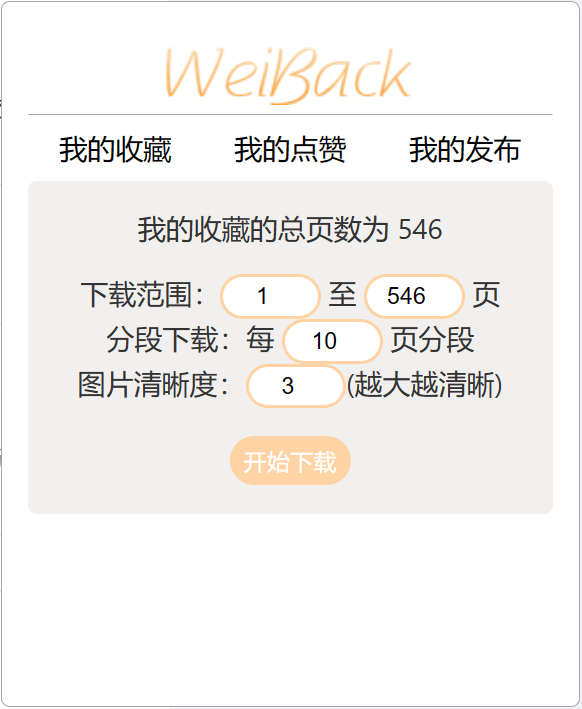 WeiBack
我的收藏 我的点赞 我的发布
我的收藏的总页数为 546
下载范围：1 至 546 页
分段下载：每 10 页分段
图片清晰度：3 (越大越清晰)
开始下载